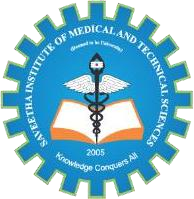 SAVEETHA INSTITUTE OF MEDICAL AND TECHNICAL SCIENCES
(Deemed to be University)
2005
Knowledge Conquers All